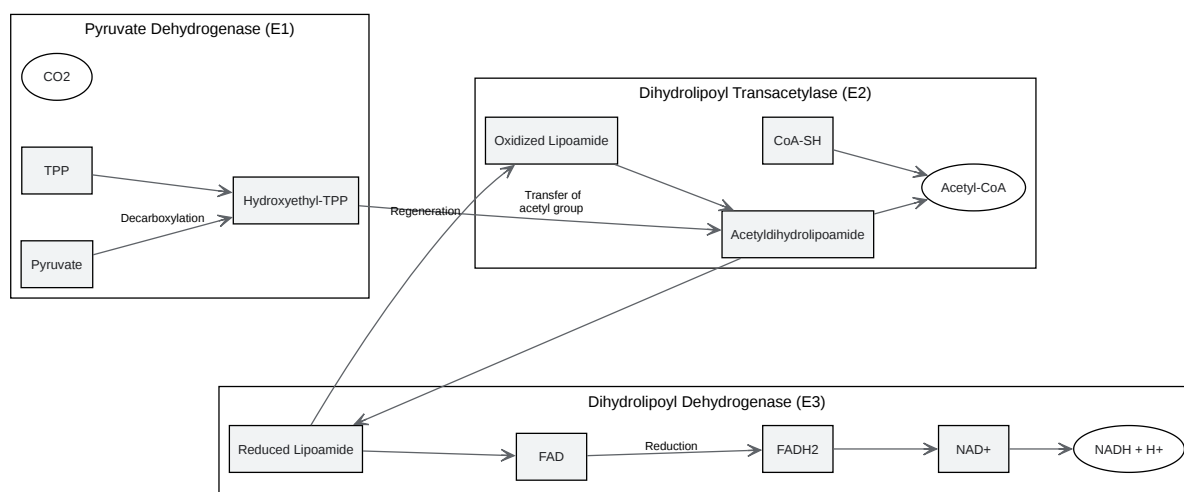 Pyruvate Dehydrogenase (E1)
CO2
TPP
Hydroxyethyl-TPP
Decarboxylation
Pyruvate
Dihydrolipoyl Transacetylase (E2)
Oxidized Lipoamide
CoA-SH
Acetyl-CoA
Transfer of
acetyl group
Regeneration
Acetyldihydrolipoamide
Dihydrolipoyl Dehydrogenase (E3)
Reduced Lipoamide
FAD
Reduction
FADH2
NAD+
NADH + H+